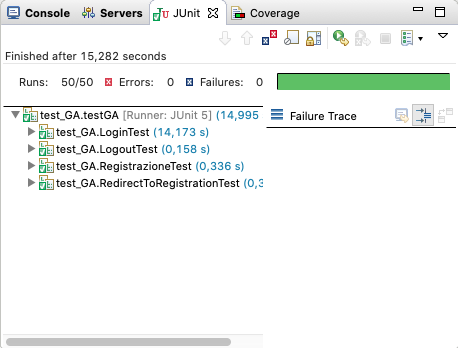 Console Servers JUnit Coverage
Finished after 15,282 seconds
Runs: 50/50 Errors: 0 Failures: 0
test_GA.testGA [Runner: JUnit 5] (14,995
Failure Trace
test_GA.LoginTest (14,173 s)
test_GA.LogoutTest (0,158 s)
test_GA.RegistrazioneTest (0,336 s)
test_GA.RedirectToRegistrationTest (0,3